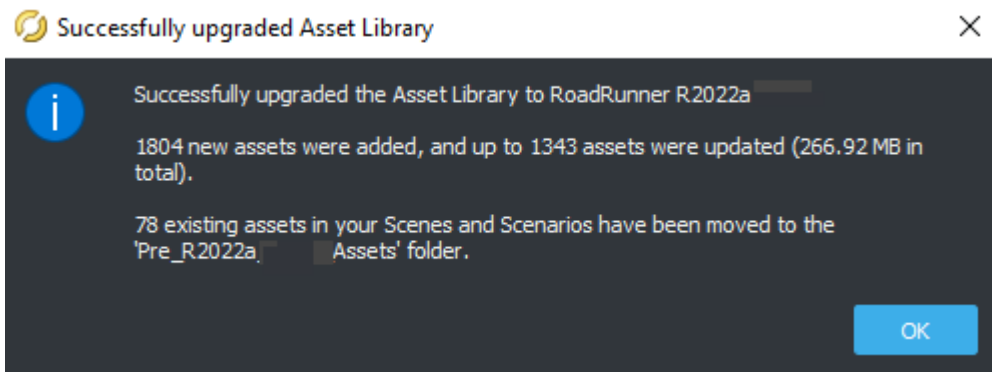 Successfully upgraded Asset Library
Successfully upgraded the Asset Library to RoadRunner R2022a
1804 new assets were added, and up to 1343 assets were updated (266.92 MB in
total).
78 existing assets in your Scenes and Scenarios have been moved to the
'Pre_R2022a Assets' folder.
OK